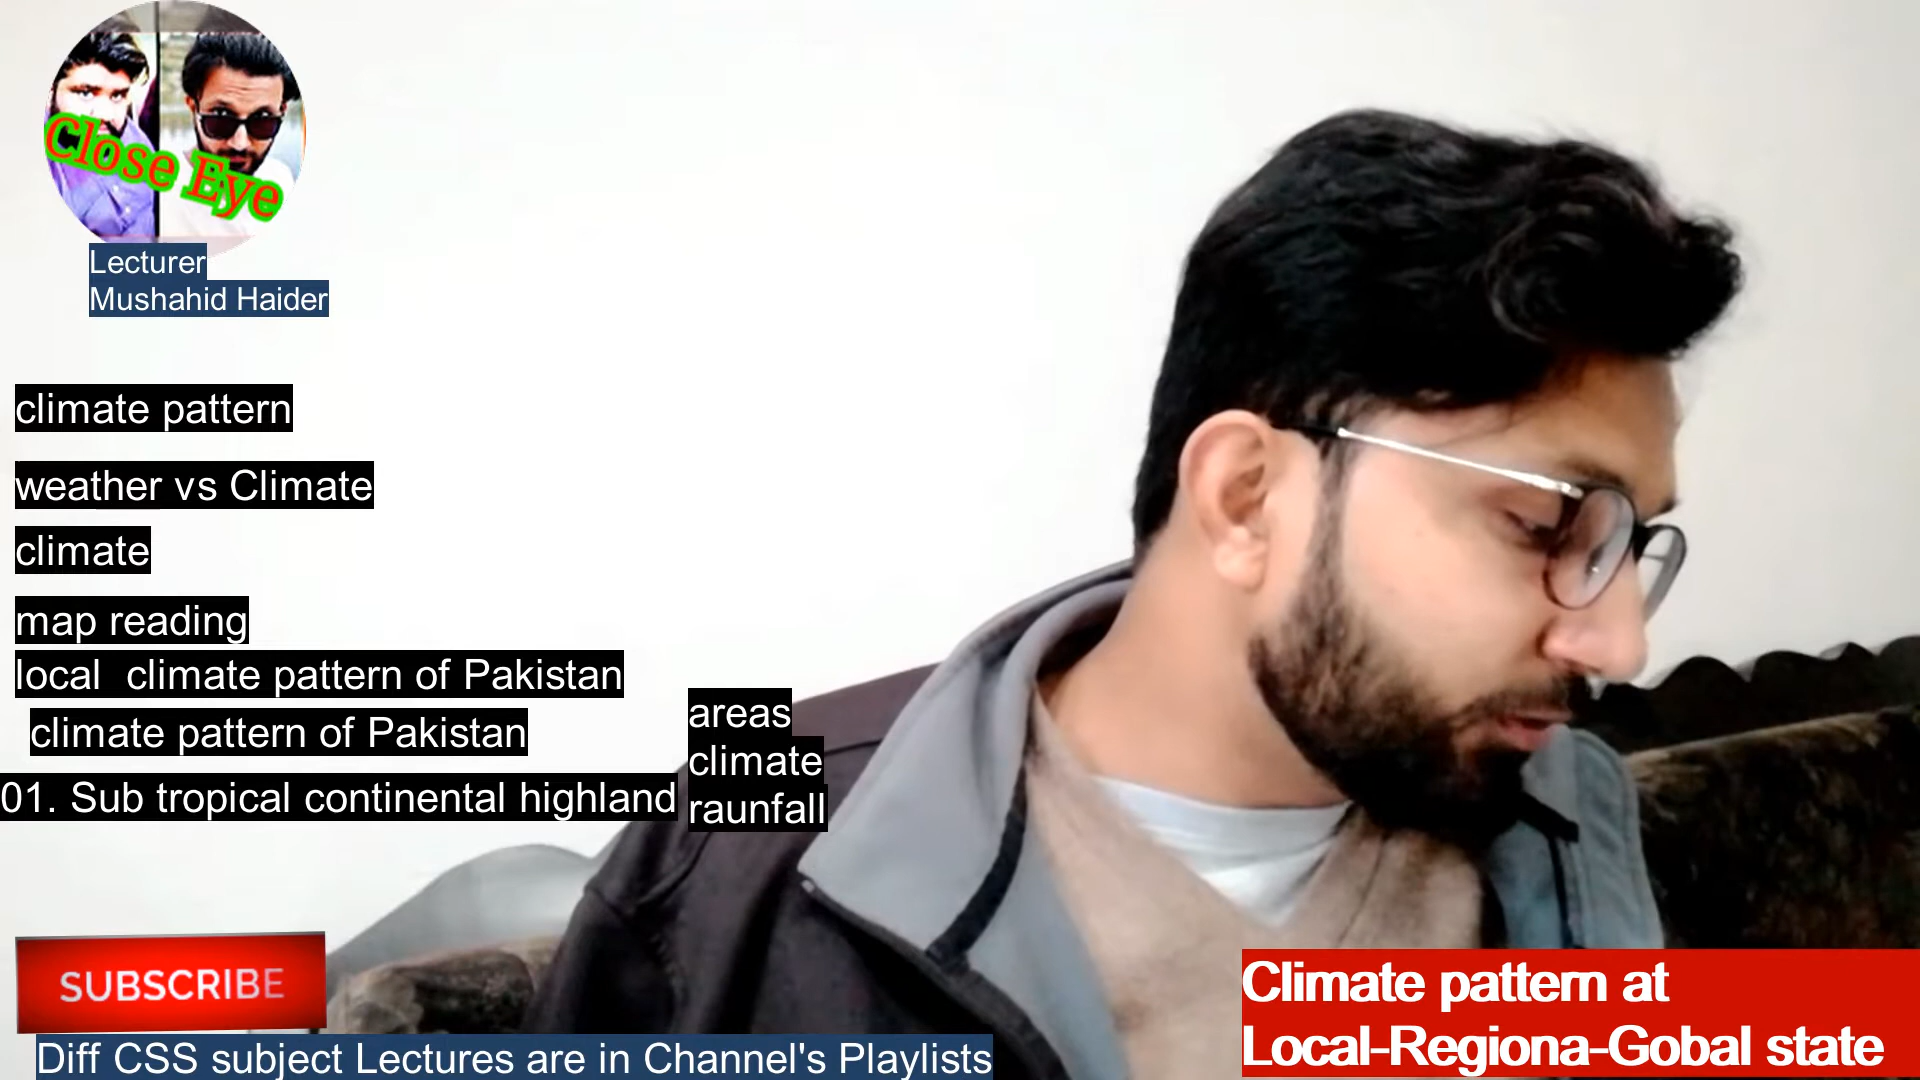 Close Eye
Lecturer
Mushahid Haider
climate pattern
weather vs Climate
climate
map reading
local  climate pattern of Pakistan
climate pattern of Pakistan
01. Sub tropical continental highland
areas
climate
raunfall
SUBSCRIBE
Diff CSS subject Lectures are in Channel's Playlists
Climate pattern at
Local-Regiona-Gobal state